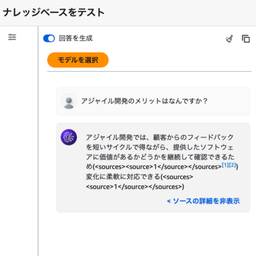 ナレッジベースをテスト
回答を生成
モデルを選択
アジャイル開発のメリットはなんですか？
アジャイル開発では、顧客からのフィードバック
を短いサイクルで得ながら、提供したソフトウェ
アに価値があるかどうかを継続して確認できるた
め(<sources><source>1</source></sources>[1][2])
変化に柔軟に対応できる(<sources>
<source>1</source></sources>)
< ソースの詳細を非表示